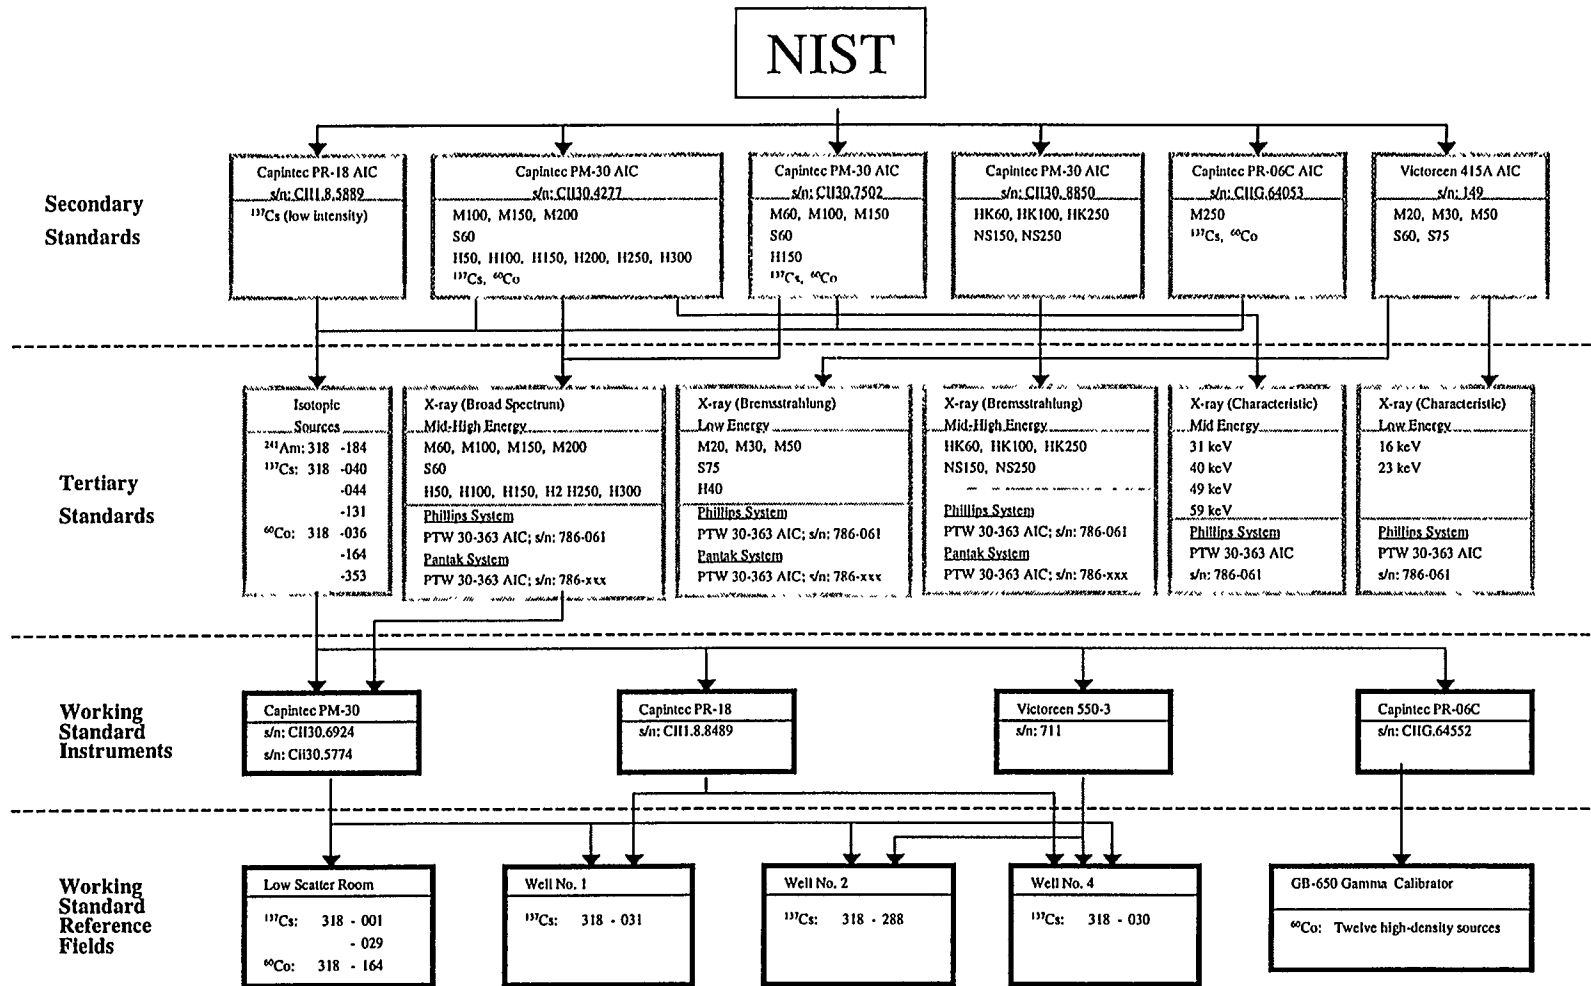 NIST
Secondary
Standards
Capintec PR-18 AIC
s/n: CII1.8.5889
¹³⁷Cs (low intensity)
Capintec PM-30 AIC
s/n: CII30.4277
M100, M150, M200
S60
H50, H100, H150, H200, H250, H300
¹³⁷Cs, ⁶⁰Co
Capintec PM-30 AIC
s/n: CII30.7502
M60, M100, M150
S60
H150
¹³⁷Cs, ⁶⁰Co
Capintec PM-30 AIC
s/n: CII30.8850
HK60, HK100, HK250
NS150, NS250
Capintec PR-06C AIC
s/n: CIIG.64053
M250
¹³⁷Cs, ⁶⁰Co
Victoreen 415A AIC
s/n: 149
M20, M30, M50
S60, S75
Tertiary
Standards
Isotopic
Sources
²⁴¹Am: 318 -184
¹³⁷Cs: 318 -040
-044
-131
⁶⁰Co: 318 -036
-164
-353
X-ray (Broad Spectrum)
Mid-High Energy
M60, M100, M150, M200
S60
H50, H100, H150, H2 H250, H300
Phillips System
PTW 30-363 AIC; s/n: 786-061
Pantak System
PTW 30-363 AIC; s/n: 786-xxx
X-ray (Bremsstrahlung)
Low Energy
M20, M30, M50
S75
H40
Phillips System
PTW 30-363 AIC; s/n: 786-061
Pantak System
PTW 30-363 AIC; s/n: 786-xxx
X-ray (Bremsstrahlung)
Mid-High Energy
HK60, HK100, HK250
NS150, NS250
Phillips System
PTW 30-363 AIC; s/n: 786-061
Pantak System
PTW 30-363 AIC; s/n: 786-xxx
X-ray (Characteristic)
Mid Energy
31 keV
40 keV
49 keV
59 keV
Phillips System
PTW 30-363 AIC
s/n: 786-061
X-ray (Characteristic)
Low Energy
16 keV
23 keV
Phillips System
PTW 30-363 AIC
s/n: 786-061
Working
Standard
Instruments
Capintec PM-30
s/n: CII30.6924
s/n: CII30.5774
Capintec PR-18
s/n: CII1.8.8489
Victoreen 550-3
s/n: 711
Capintec PR-06C
s/n: CIIG.64552
Working
Standard
Reference
Fields
Low Scatter Room
¹³⁷Cs: 318 - 001
- 029
⁶⁰Co: 318 - 164
Well No. 1
¹³⁷Cs: 318 - 031
Well No. 2
¹³⁷Cs: 318 - 288
Well No. 4
¹³⁷Cs: 318 - 030
GB-650 Gamma Calibrator
⁶⁰Co: Twelve high-density sources